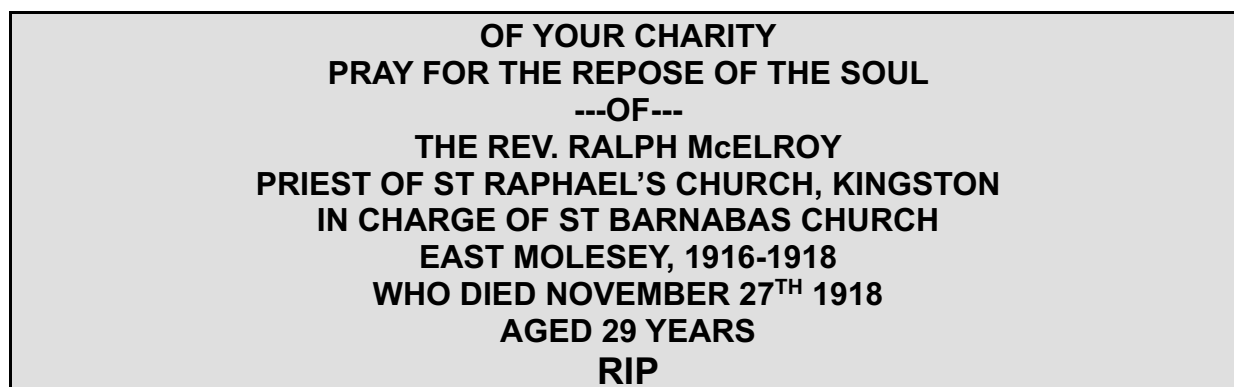 OF YOUR CHARITY
PRAY FOR THE REPOSE OF THE SOUL
---OF---
THE REV. RALPH McELROY
PRIEST OF ST RAPHAEL’S CHURCH, KINGSTON
IN CHARGE OF ST BARNABAS CHURCH
EAST MOLESEY, 1916-1918
WHO DIED NOVEMBER 27TH 1918
AGED 29 YEARS
RIP